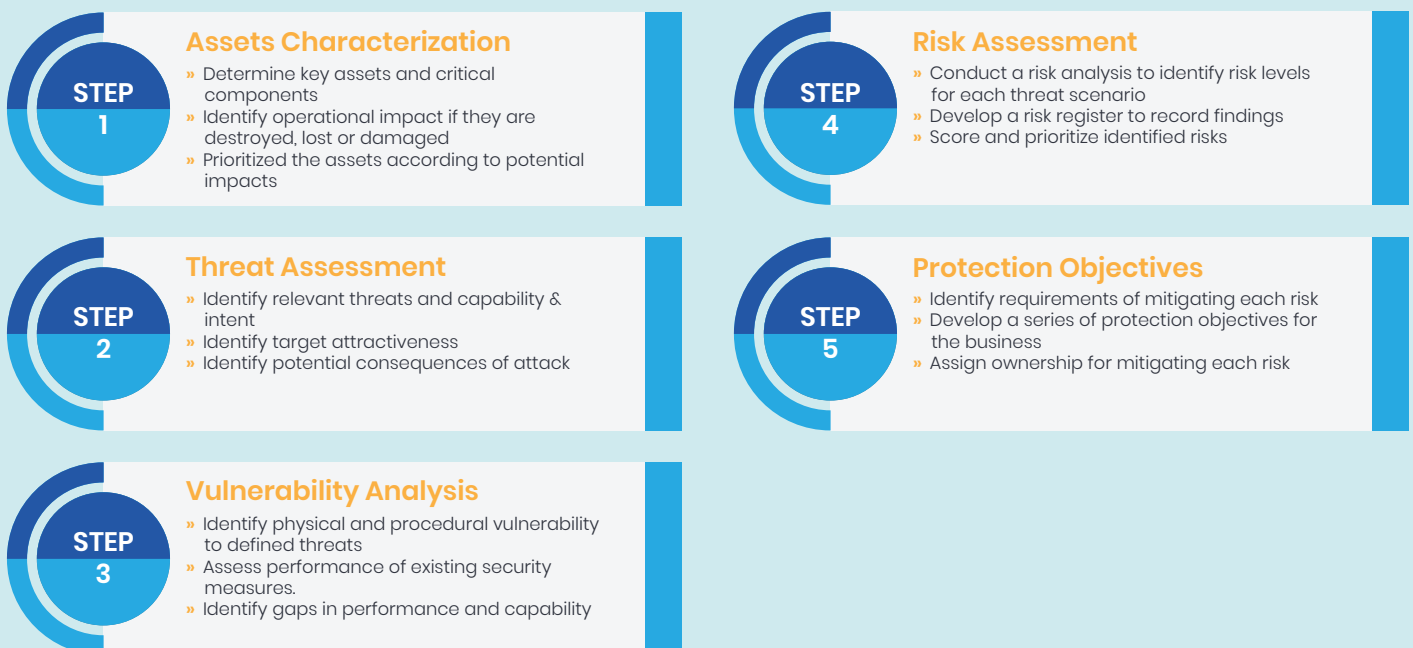 STEP
1
Assets Characterization
» Determine key assets and critical
components
» Identify operational impact if they are
destroyed, lost or damaged
» Prioritized the assets according to potential
impacts
STEP
2
Threat Assessment
» Identify relevant threats and capability &
intent
» Identify target attractiveness
» Identify potential consequences of attack
STEP
3
Vulnerability Analysis
» Identify physical and procedural vulnerability
to defined threats
» Assess performance of existing security
measures.
» Identify gaps in performance and capability
STEP
4
Risk Assessment
» Conduct a risk analysis to identify risk levels
for each threat scenario
» Develop a risk register to record findings
» Score and prioritize identified risks
STEP
5
Protection Objectives
» Identify requirements of mitigating each risk
» Develop a series of protection objectives for
the business
» Assign ownership for mitigating each risk